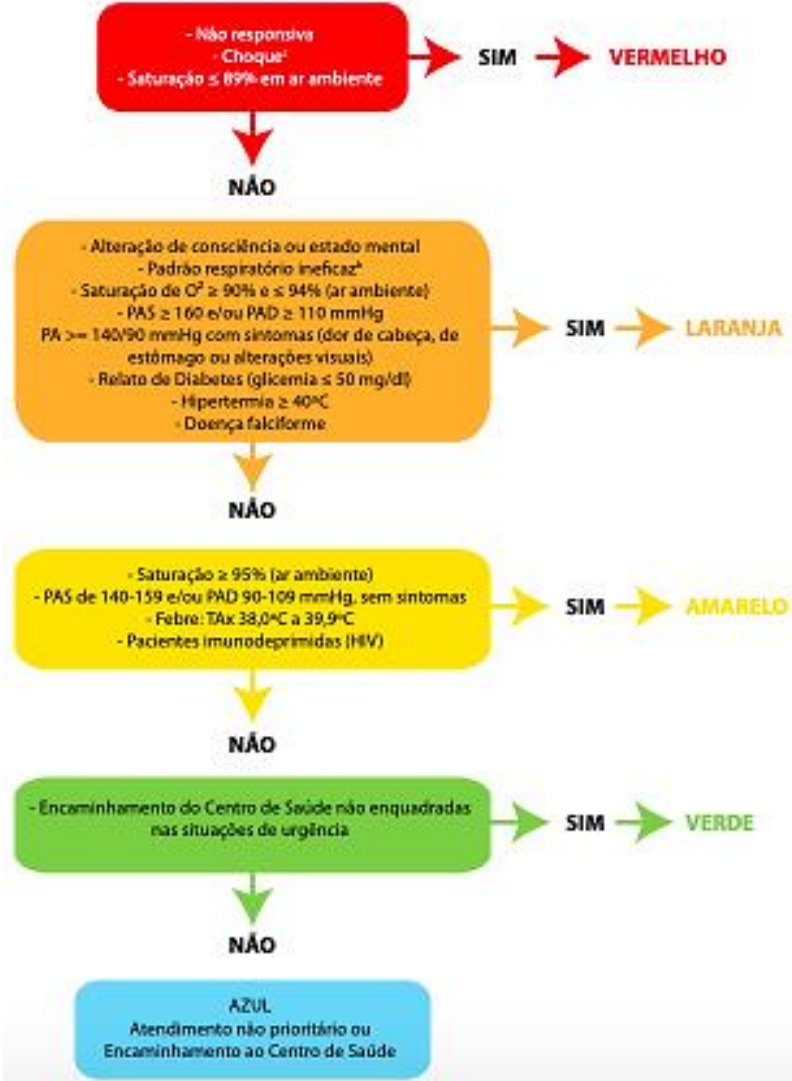 - Não responsiva
- Choqueᶜ
- Saturação ≤ 89% em ar ambiente
SIM
VERMELHO
NÃO
- Alteração de consciência ou estado mental
- Padrão respiratório ineficazᵇ
- Saturação de O² ≥ 90% e ≤ 94% (ar ambiente)
- PAS ≥ 160 e/ou PAD ≥ 110 mmHg
PA >= 140/90 mmHg com sintomas (dor de cabeça, de
estômago ou alterações visuais)
- Relato de Diabetes (glicemia ≤ 50 mg/dl)
- Hipertermia ≥ 40ºC
- Doença falciforme
SIM
LARANJA
NÃO
- Saturação ≥ 95% (ar ambiente)
- PAS de 140-159 e/ou PAD 90-109 mmHg, sem sintomas
- Febre: TAx 38,0ºC a 39,9ºC
- Pacientes imunodeprimidas (HIV)
SIM
AMARELO
NÃO
- Encaminhamento do Centro de Saúde não enquadradas
nas situações de urgência
SIM
VERDE
NÃO
AZUL
Atendimento não prioritário ou
Encaminhamento ao Centro de Saúde